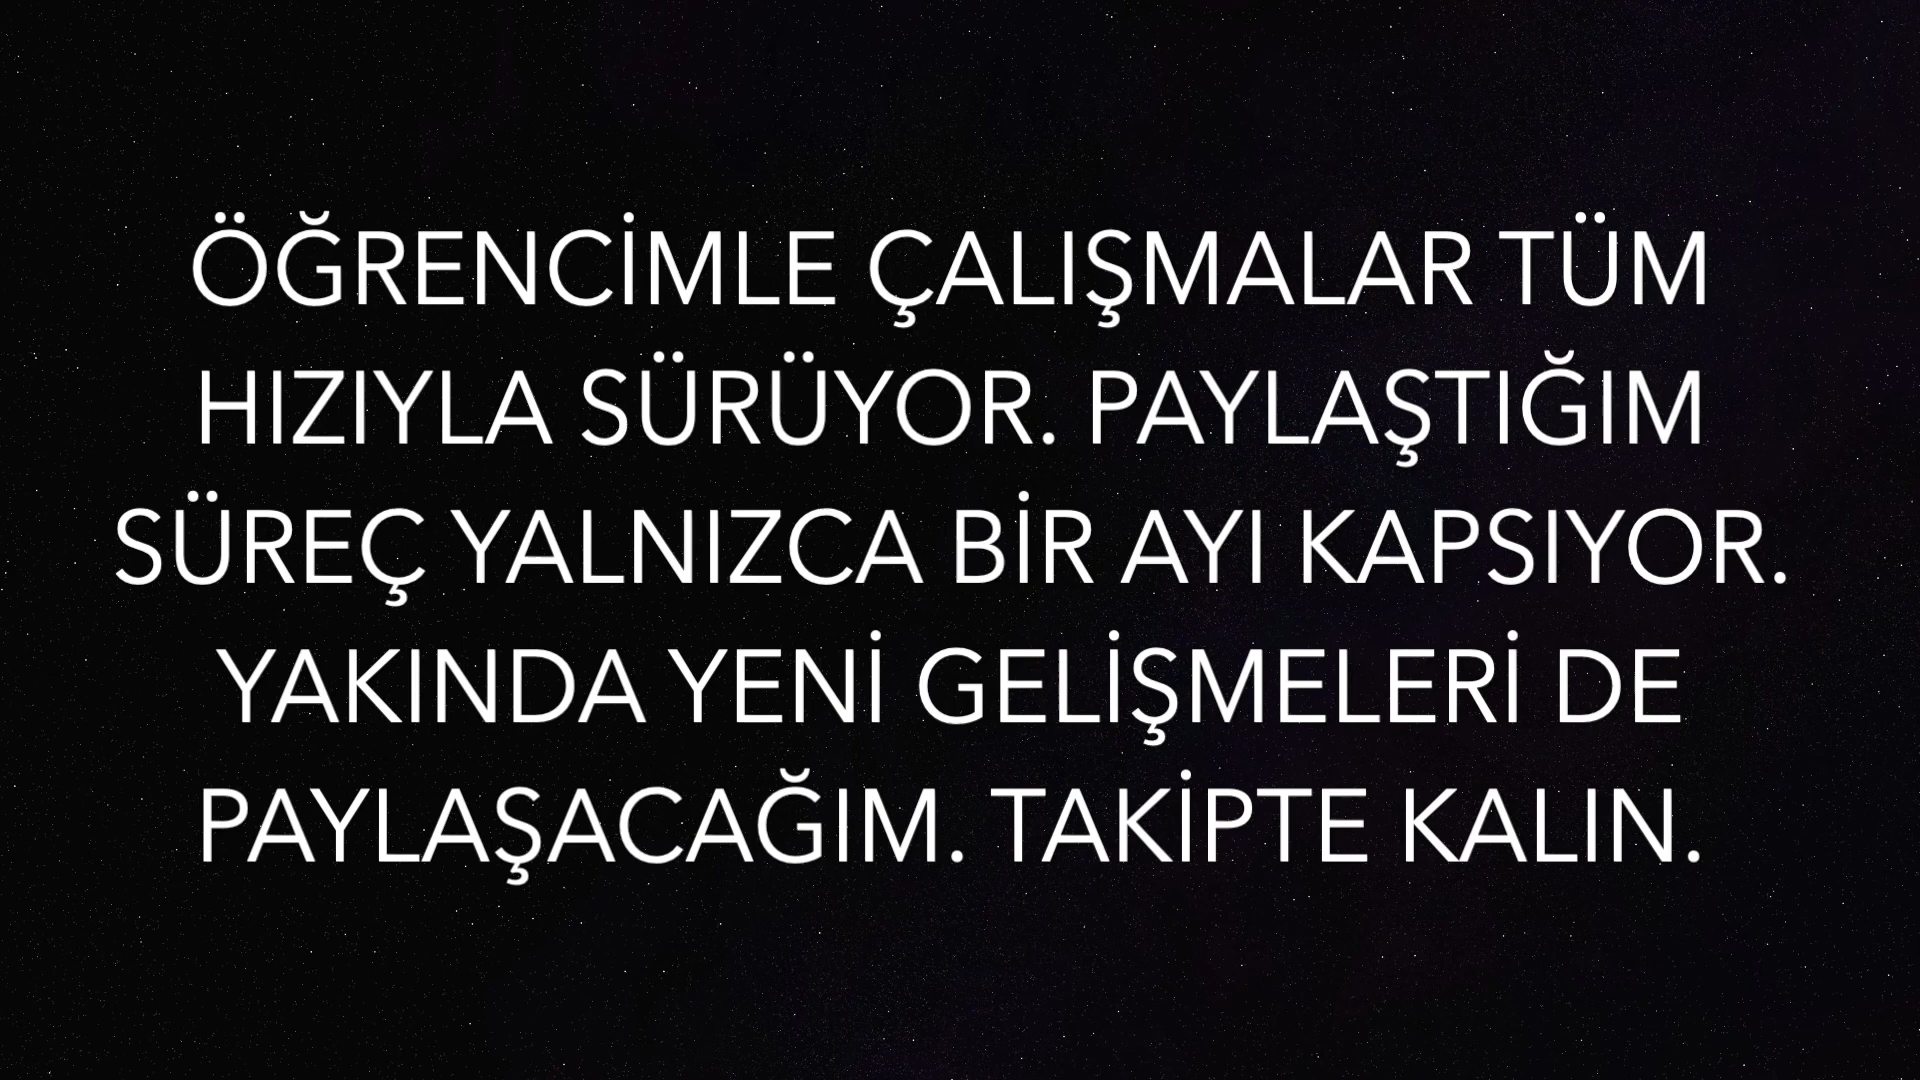 ÖĞRENCİMLE ÇALIŞMALAR TÜM
HIZIYLA SÜRÜYOR. PAYLAŞTIĞIM
SÜREÇ YALNIZCA BİR AYI KAPSIYOR.
YAKINDA YENİ GELİŞMELERİ DE
PAYLAŞACAĞIM. TAKİPTE KALIN.